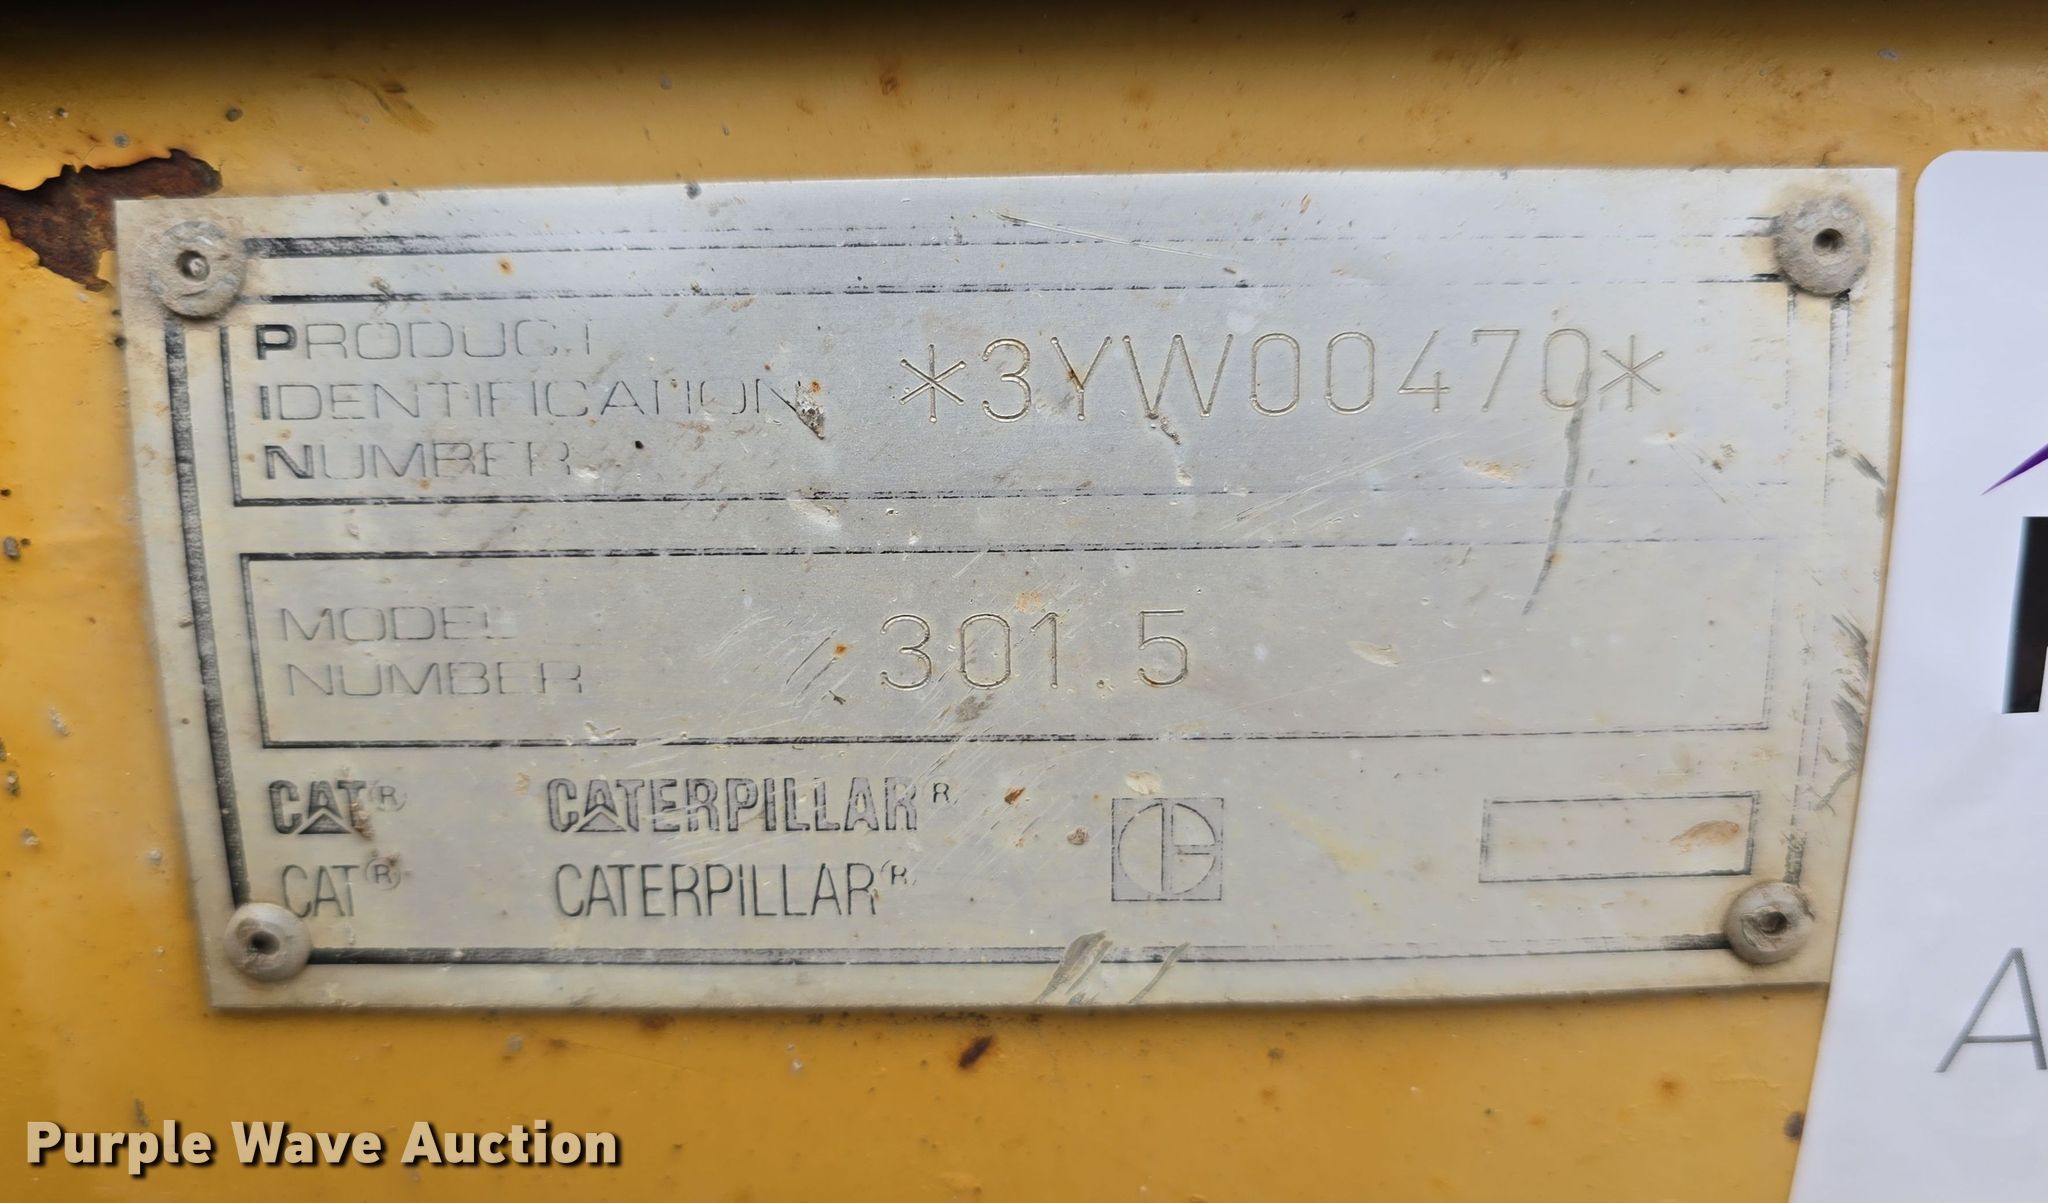 PRODUCT
IDENTIFICATION
NUMBER
*3YW00470*
MODEL
NUMBER
301.5
CAT® CATERPILLAR®
CAT® CATERPILLAR®
A
Purple Wave Auction